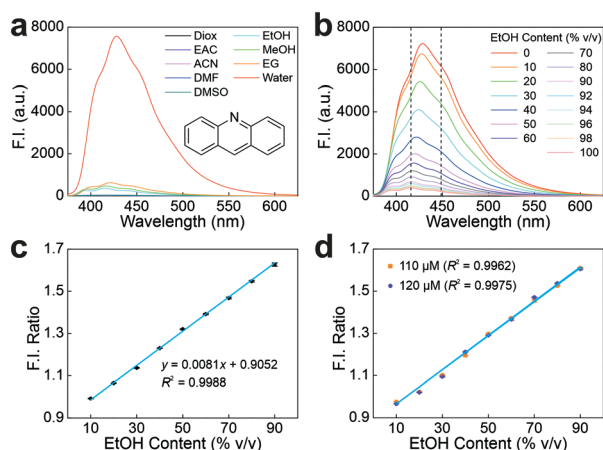 a
8000
6000
4000
2000
0
F.I. (a.u.)
Diox
EAC
ACN
DMF
DMSO
EtOH
MeOH
EG
Water
N
400 450 500 550 600
Wavelength (nm)
b
8000
6000
4000
2000
0
F.I. (a.u.)
EtOH Content (% v/v)
0
10
20
30
40
50
60
70
80
90
92
94
96
98
100
400 450 500 550 600
Wavelength (nm)
c
1.7
1.5
1.3
1.1
0.9
F.I. Ratio
y = 0.0081x + 0.9052
R² = 0.9988
10 20 30 40 50 60 70 80 90
EtOH Content (% v/v)
d
1.7
1.5
1.3
1.1
0.9
F.I. Ratio
110 μM (R² = 0.9962)
120 μM (R² = 0.9975)
10 20 30 40 50 60 70 80 90
EtOH Content (% v/v)